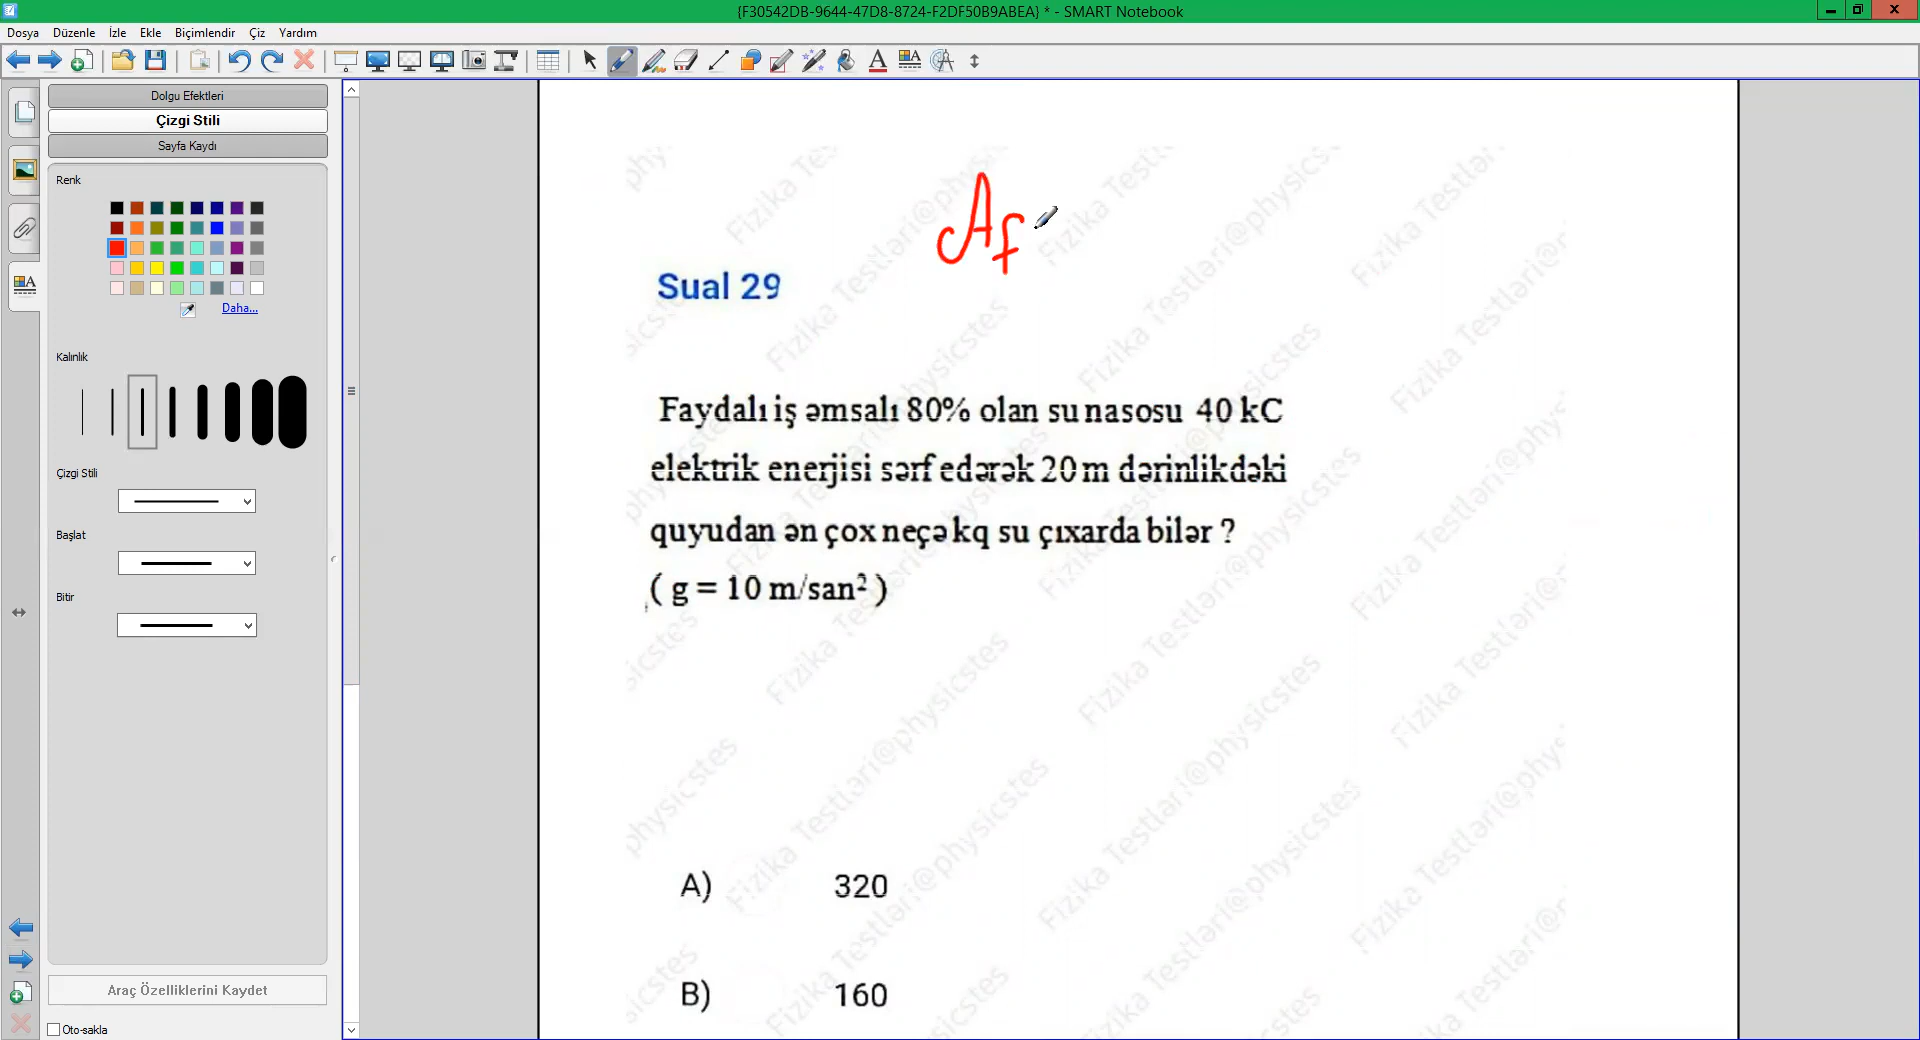 {F30542DB-9644-47D8-8724-F2DF50B9ABEA} * - SMART Notebook
Dosya Düzenle İzle Ekle Biçimlendir Çiz Yardım
Dolgu Efektleri
Çizgi Stili
Sayfa Kaydı
Renk
Daha...
Kalınlık
Çizgi Stili
Başlat
Bitir
Araç Özelliklerini Kaydet
Oto-sakla
Af
Sual 29
Faydalı iş əmsalı 80% olan su nasosu 40 kC
elektrik enerjisi sərf edərək 20 m dərinlikdəki
quyudan ən çox neçə kq su çıxarda bilər ?
( g = 10 m/san² )
A) 320
B) 160
Fizika Testləri@physicstes